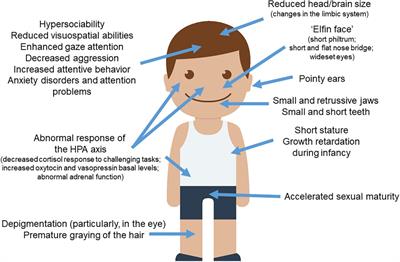 Hypersociability
Reduced visuospatial abilities
Enhanced gaze attention
Decreased aggression
Increased attentive behavior
Anxiety disorders and attention
problems
Abnormal response of
the HPA axis
(decreased cortisol response to challenging tasks;
increased oxytocin and vasopressin basal levels;
abnormal adrenal function)
Depigmentation (particularly, in the eye)
Premature graying of the hair
Reduced head/brain size
(changes in the limbic system)
'Elfin face'
(short philtrum;
short and flat nose bridge;
wideset eyes)
Pointy ears
Small and retrusive jaws
Small and short teeth
Short stature
Growth retardation
during infancy
Accelerated sexual maturity